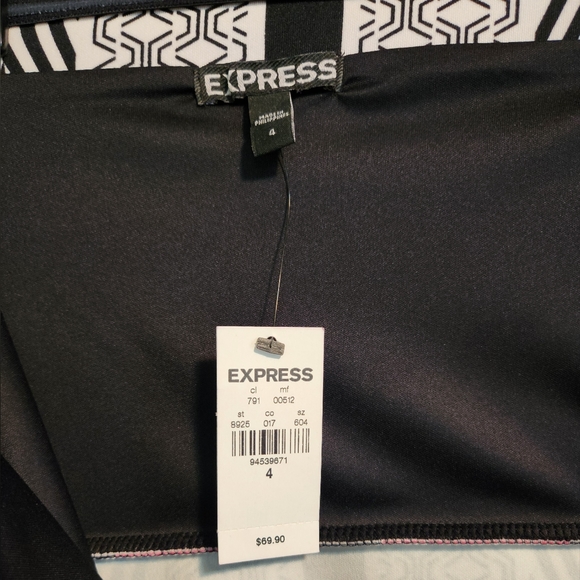 EXPRESS
MADE IN
PHILIPPINES
4
EXPRESS
cl mf
791 00512
st co sz
8925 017 604
94539671
4
$69.90